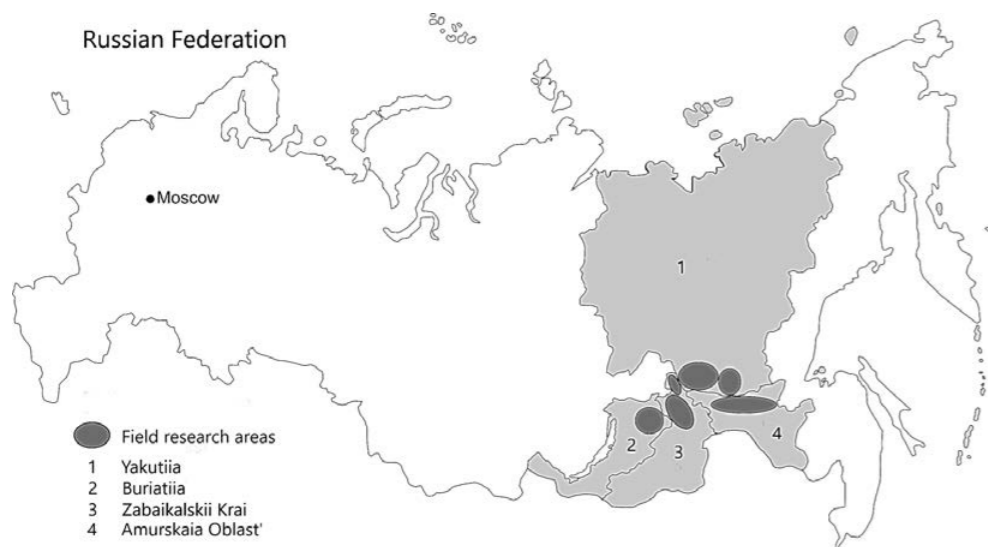 Russian Federation
Moscow
1
2
3
4
Field research areas
1 Yakutiia
2 Buriatiia
3 Zabaikalskii Krai
4 Amurskaia Oblast'